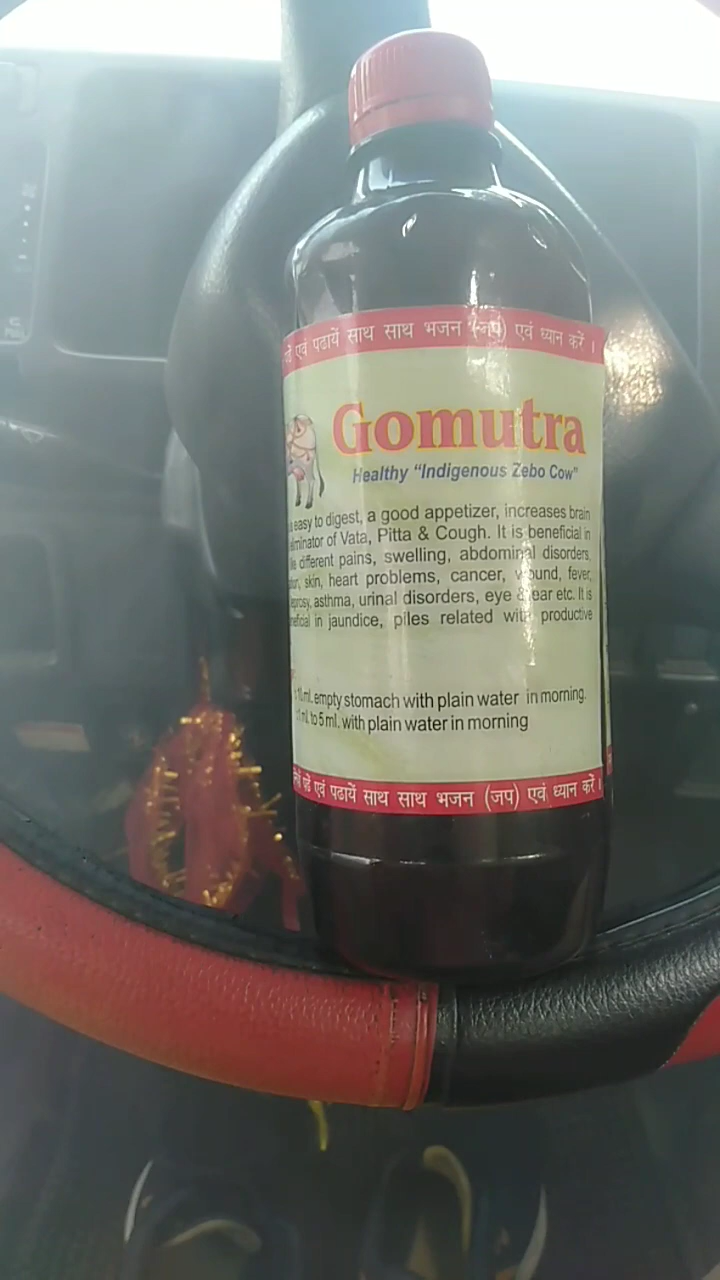 एवं पढायें साथ साथ भजन (जप) एवं ध्यान करें ।
Gomutra
Healthy “Indigenous Zebo Cow”
easy to digest, a good appetizer, increases brain
of Vata, Pitta & Cough. It is beneficial in
different pains, swelling, abdominal disorders,
skin, heart problems, cancer, wound, fever,
asthma, urinal disorders, eye & ear etc. It is
in jaundice, piles related with productive
10 ml. empty stomach with plain water in morning.
1ml. to 5 ml. with plain water in morning
पढ़ें एवं पढायें साथ साथ भजन (जप) एवं ध्यान करें ।